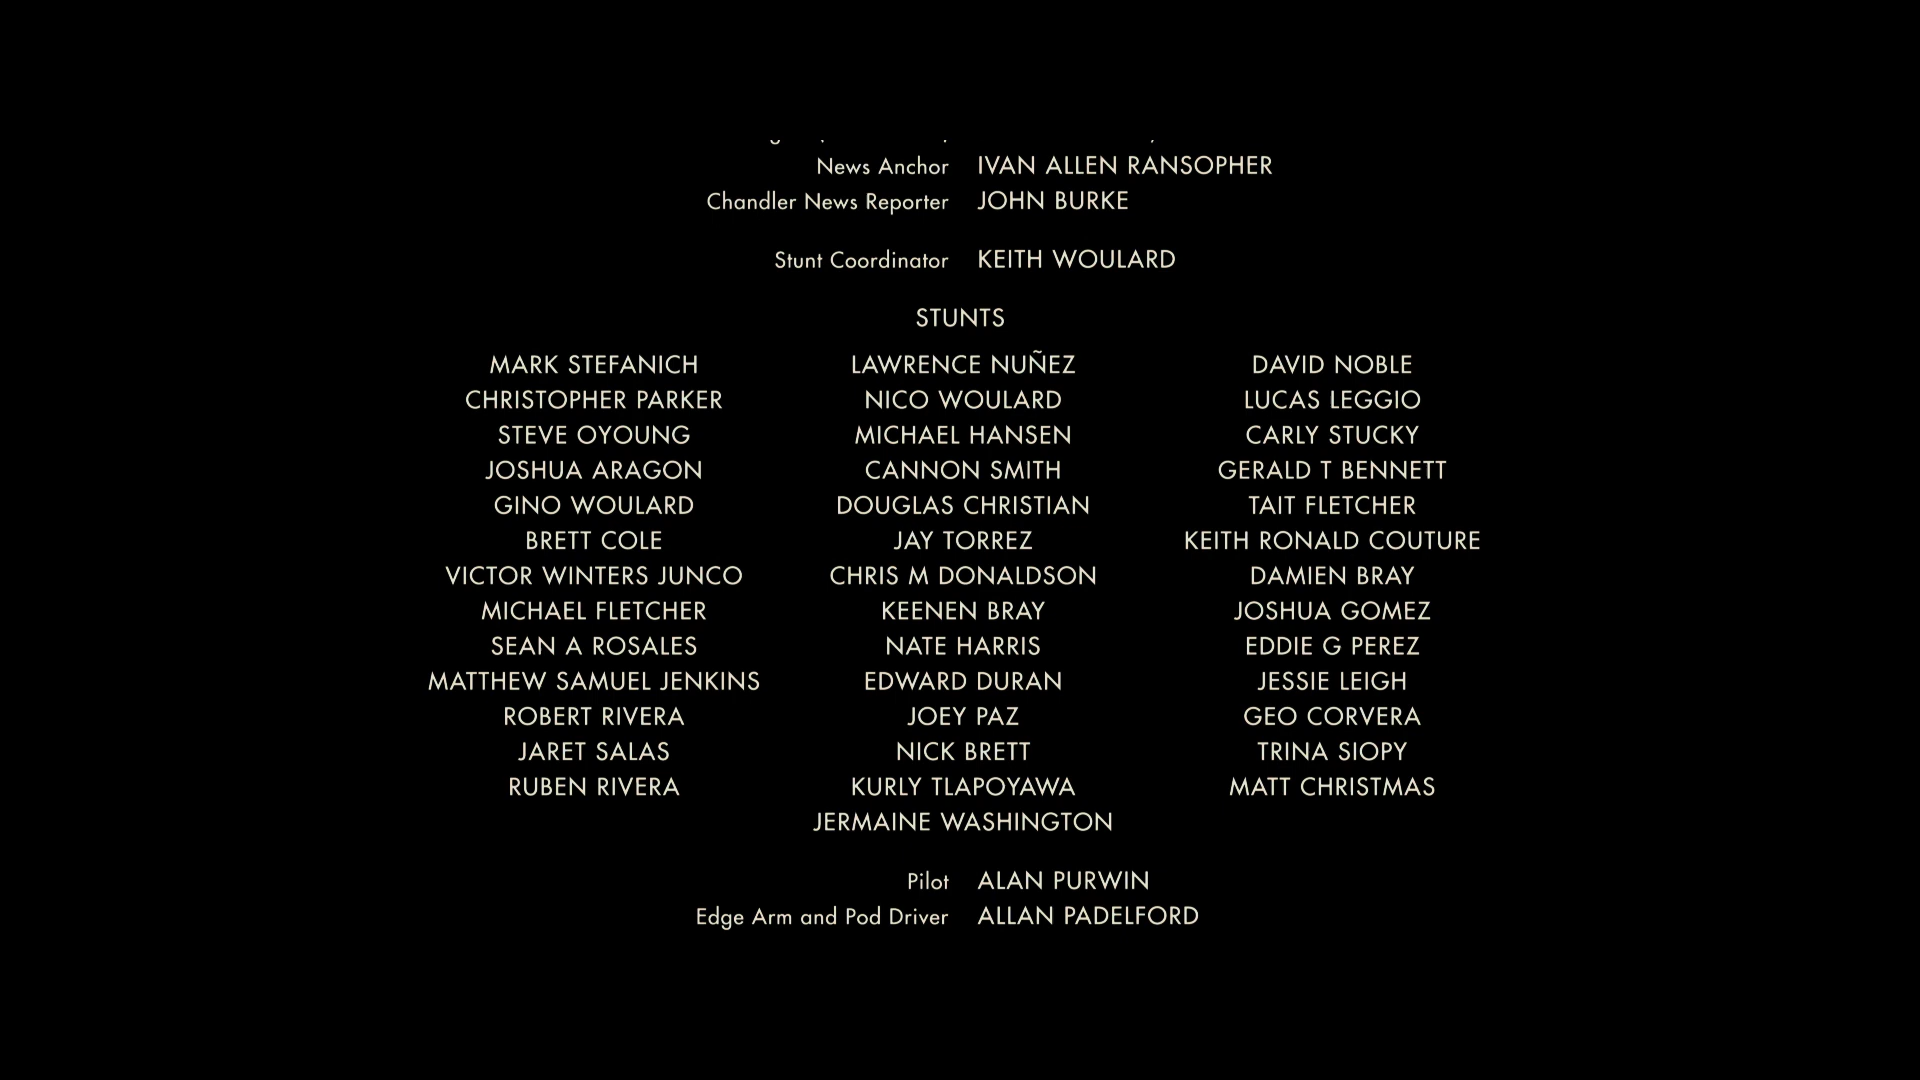 News Anchor IVAN ALLEN RANSOPHER
Chandler News Reporter JOHN BURKE
Stunt Coordinator KEITH WOULARD
STUNTS
MARK STEFANICH LAWRENCE NUÑEZ DAVID NOBLE
CHRISTOPHER PARKER NICO WOULARD LUCAS LEGGIO
STEVE OYOUNG MICHAEL HANSEN CARLY STUCKY
JOSHUA ARAGON CANNON SMITH GERALD T BENNETT
GINO WOULARD DOUGLAS CHRISTIAN TAIT FLETCHER
BRETT COLE JAY TORREZ KEITH RONALD COUTURE
VICTOR WINTERS JUNCO CHRIS M DONALDSON DAMIEN BRAY
MICHAEL FLETCHER KEENEN BRAY JOSHUA GOMEZ
SEAN A ROSALES NATE HARRIS EDDIE G PEREZ
MATTHEW SAMUEL JENKINS EDWARD DURAN JESSIE LEIGH
ROBERT RIVERA JOEY PAZ GEO CORVERA
JARET SALAS NICK BRETT TRINA SIOPY
RUBEN RIVERA KURLY TLAPOYAWA MATT CHRISTMAS
JERMAINE WASHINGTON
Pilot ALAN PURWIN
Edge Arm and Pod Driver ALLAN PADELFORD